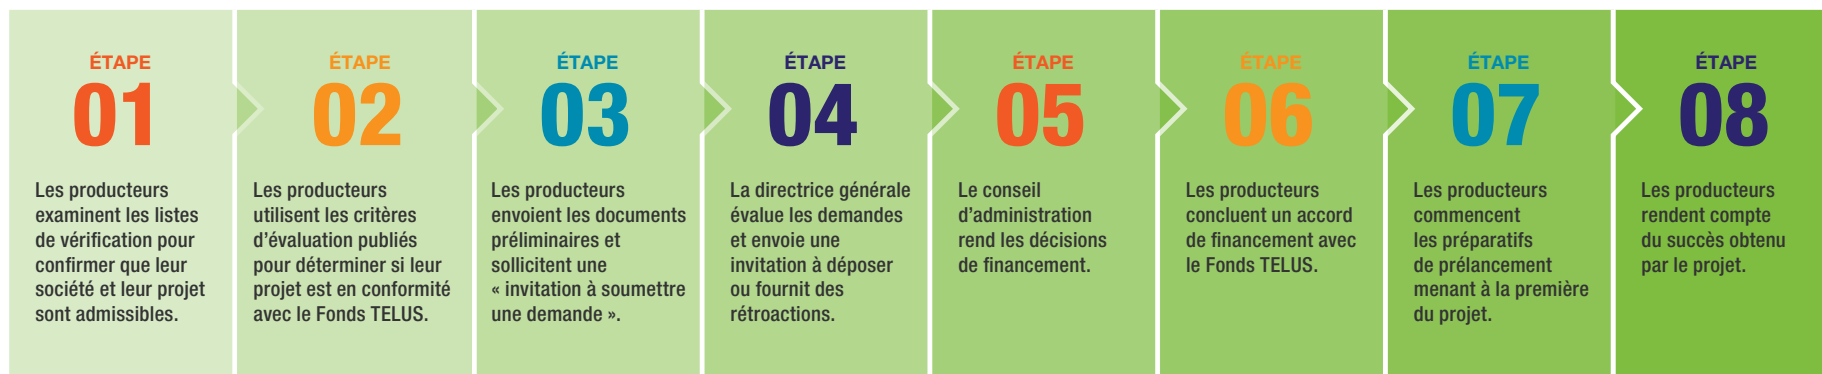 ÉTAPE
01
Les producteurs
examinent les listes
de vérification pour
confirmer que leur
société et leur projet
sont admissibles.
ÉTAPE
02
Les producteurs
utilisent les critères
d’évaluation publiés
pour déterminer si leur
projet est en conformité
avec le Fonds TELUS.
ÉTAPE
03
Les producteurs
envoient les documents
préliminaires et
sollicitent une
« invitation à soumettre
une demande ».
ÉTAPE
04
La directrice générale
évalue les demandes
et envoie une
invitation à déposer
ou fournit des
rétroactions.
ÉTAPE
05
Le conseil
d’administration
rend les décisions
de financement.
ÉTAPE
06
Les producteurs
concluent un accord
de financement avec
le Fonds TELUS.
ÉTAPE
07
Les producteurs
commencent
les préparatifs
de prélancement
menant à la première
du projet.
ÉTAPE
08
Les producteurs
rendent compte
du succès obtenu
par le projet.